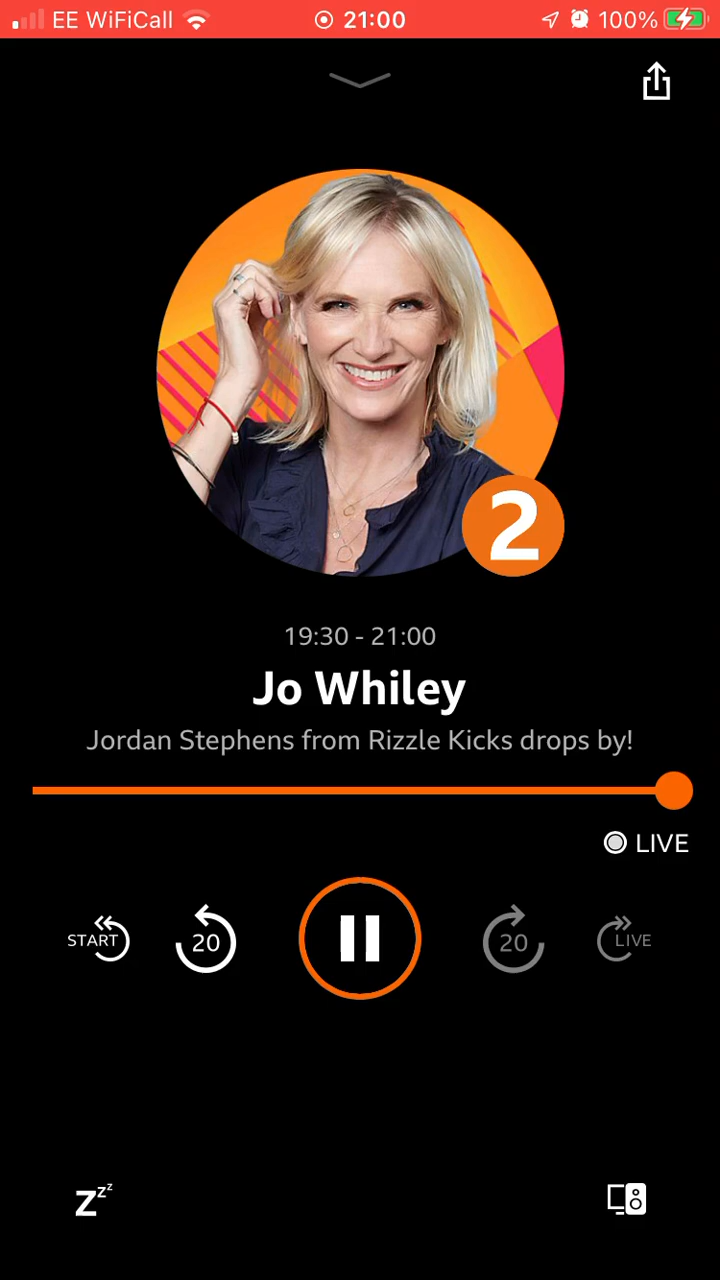 EE WiFiCall 21:00 100%
2
19:30 - 21:00
Jo Whiley
Jordan Stephens from Rizzle Kicks drops by!
LIVE
START 20 20 LIVE
zzz